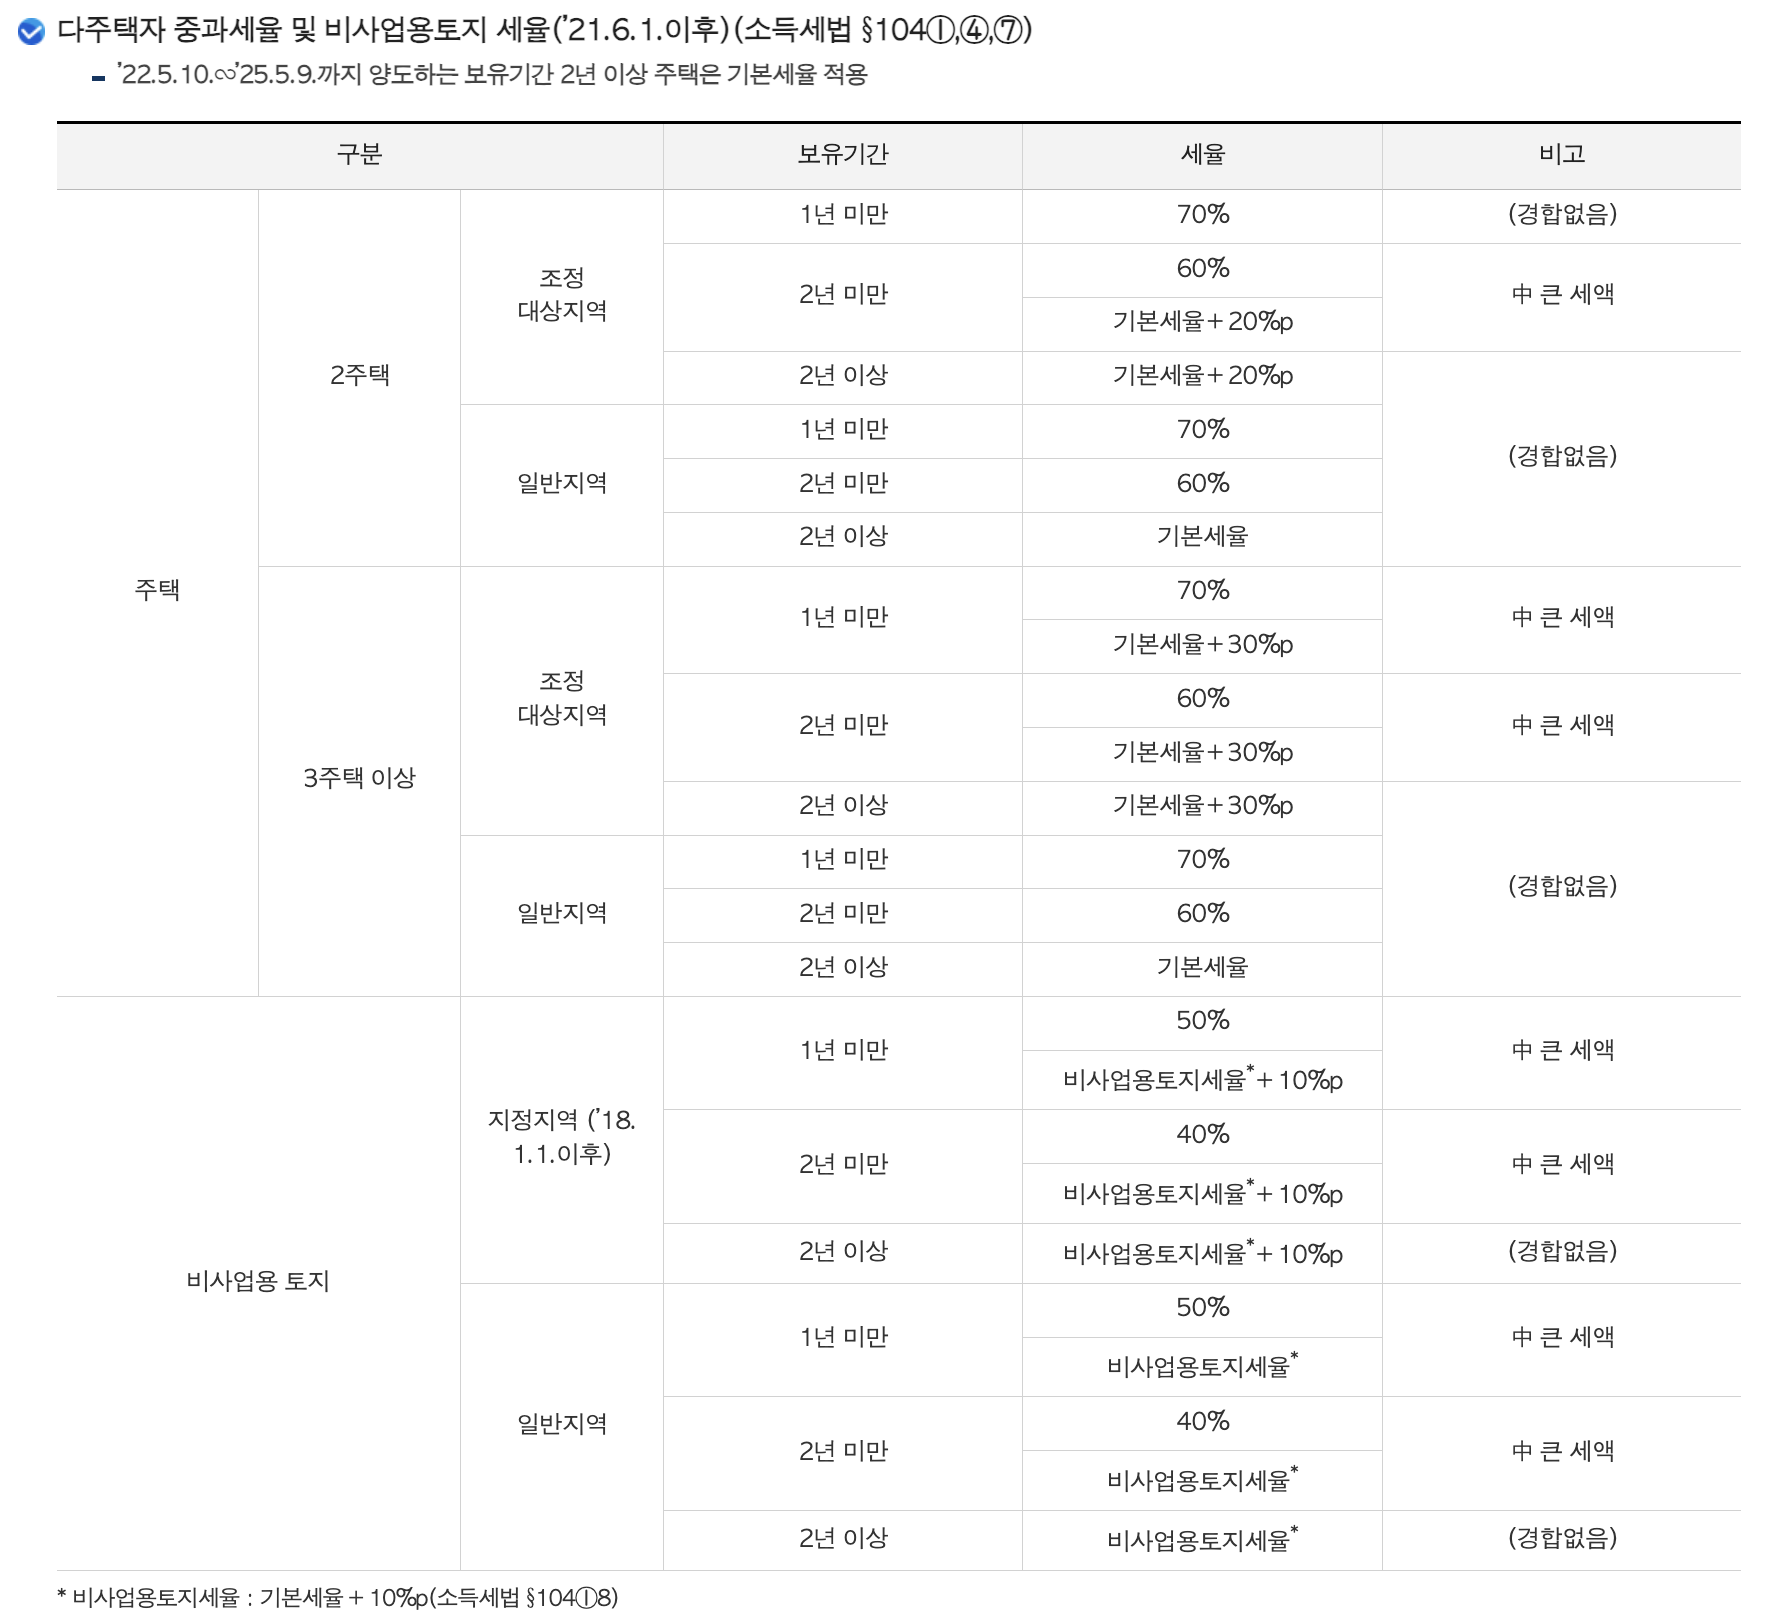 다주택자 중과세율 및 비사업용토지 세율(’21.6.1.이후)(소득세법 §104①,④,⑦)
’22.5.10.∽’25.5.9.까지 양도하는 보유기간 2년 이상 주택은 기본세율 적용
구분 보유기간 세율 비고
주택
2주택
조정
대상지역
1년 미만 70% (경합없음)
2년 미만 60% 中 큰 세액
기본세율+20%p
2년 이상 기본세율+20%p (경합없음)
일반지역
1년 미만 70%
2년 미만 60%
2년 이상 기본세율
3주택 이상
조정
대상지역
1년 미만 70% 中 큰 세액
기본세율+30%p
2년 미만 60% 中 큰 세액
기본세율+30%p
2년 이상 기본세율+30%p (경합없음)
일반지역
1년 미만 70%
2년 미만 60%
2년 이상 기본세율
비사업용 토지
지정지역 (’18.
1.1.이후)
1년 미만 50% 中 큰 세액
비사업용토지세율*+10%p
2년 미만 40% 中 큰 세액
비사업용토지세율*+10%p
2년 이상 비사업용토지세율*+10%p (경합없음)
일반지역
1년 미만 50% 中 큰 세액
비사업용토지세율*
2년 미만 40% 中 큰 세액
비사업용토지세율*
2년 이상 비사업용토지세율* (경합없음)
* 비사업용토지세율 : 기본세율+10%p(소득세법 §104①8)